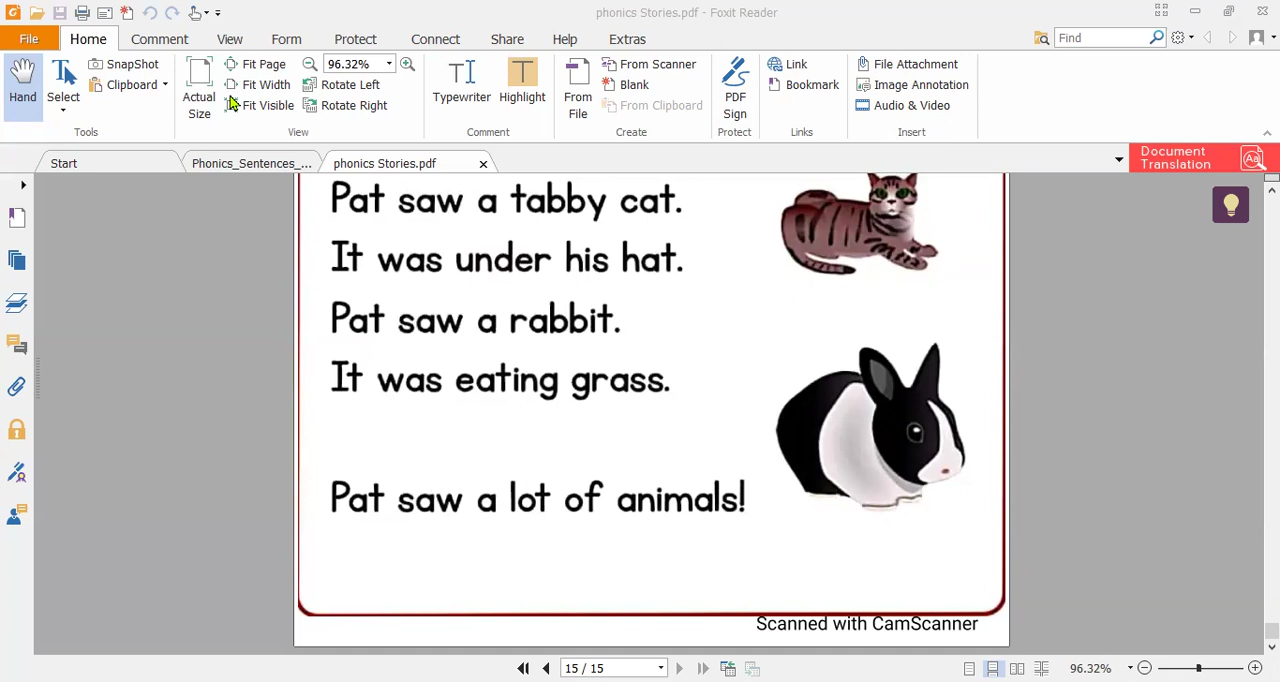 phonics Stories.pdf - Foxit Reader
File
Home
Comment
View
Form
Protect
Connect
Share
Help
Extras
Find
Hand
Select
SnapShot
Clipboard
Tools
Actual Size
Fit Page
Fit Width
Fit Visible
96.32%
Rotate Left
Rotate Right
View
Typewriter
Highlight
Comment
From File
From Scanner
Blank
From Clipboard
Create
PDF Sign
Protect
Link
Bookmark
Links
File Attachment
Image Annotation
Audio & Video
Insert
Start
Phonics_Sentences_...
phonics Stories.pdf
Document
Translation
Pat saw a tabby cat.
It was under his hat.
Pat saw a rabbit.
It was eating grass.
Pat saw a lot of animals!
Scanned with CamScanner
15 / 15
96.32%